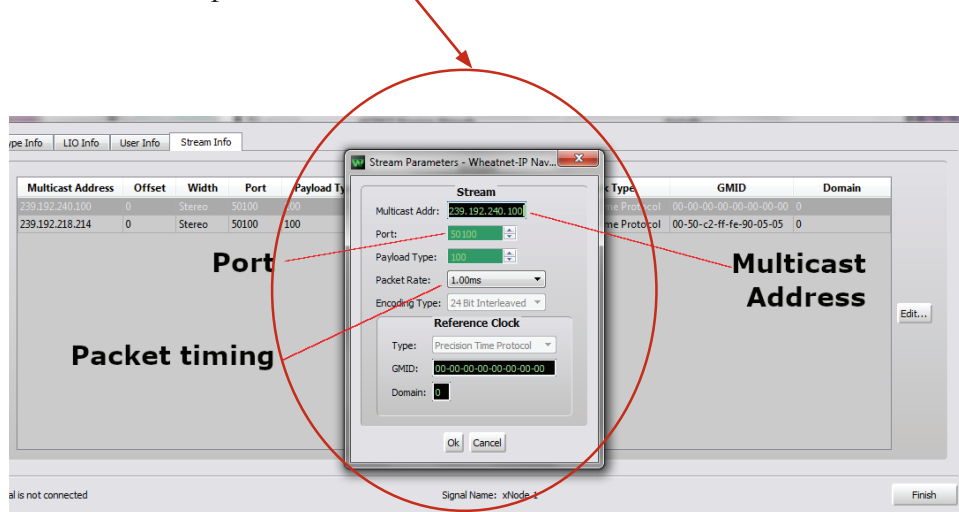 ype Info LIO Info User Info Stream Info
Stream Parameters - Wheatnet-IP Nav...
Multicast Address Offset Width Port Payload Ty Type GMID Domain
239.192.240.100 0 Stereo 50100 100 me Protocol 00-00-00-00-00-00-00-00 0
239.192.218.214 0 Stereo 50100 100 me Protocol 00-50-c2-ff-fe-90-05-05 0
Stream
Multicast Addr: 239.192.240.100
Port: 50100
Payload Type: 100
Packet Rate: 1.00ms
Encoding Type: 24 Bit Interleaved
Reference Clock
Type: Precision Time Protocol
GMID: 00-00-00-00-00-00-00-00
Domain: 0
Ok Cancel
Port
Packet timing
Multicast
Address
Edit...
al is not connected
Signal Name: xNode-1
Finish